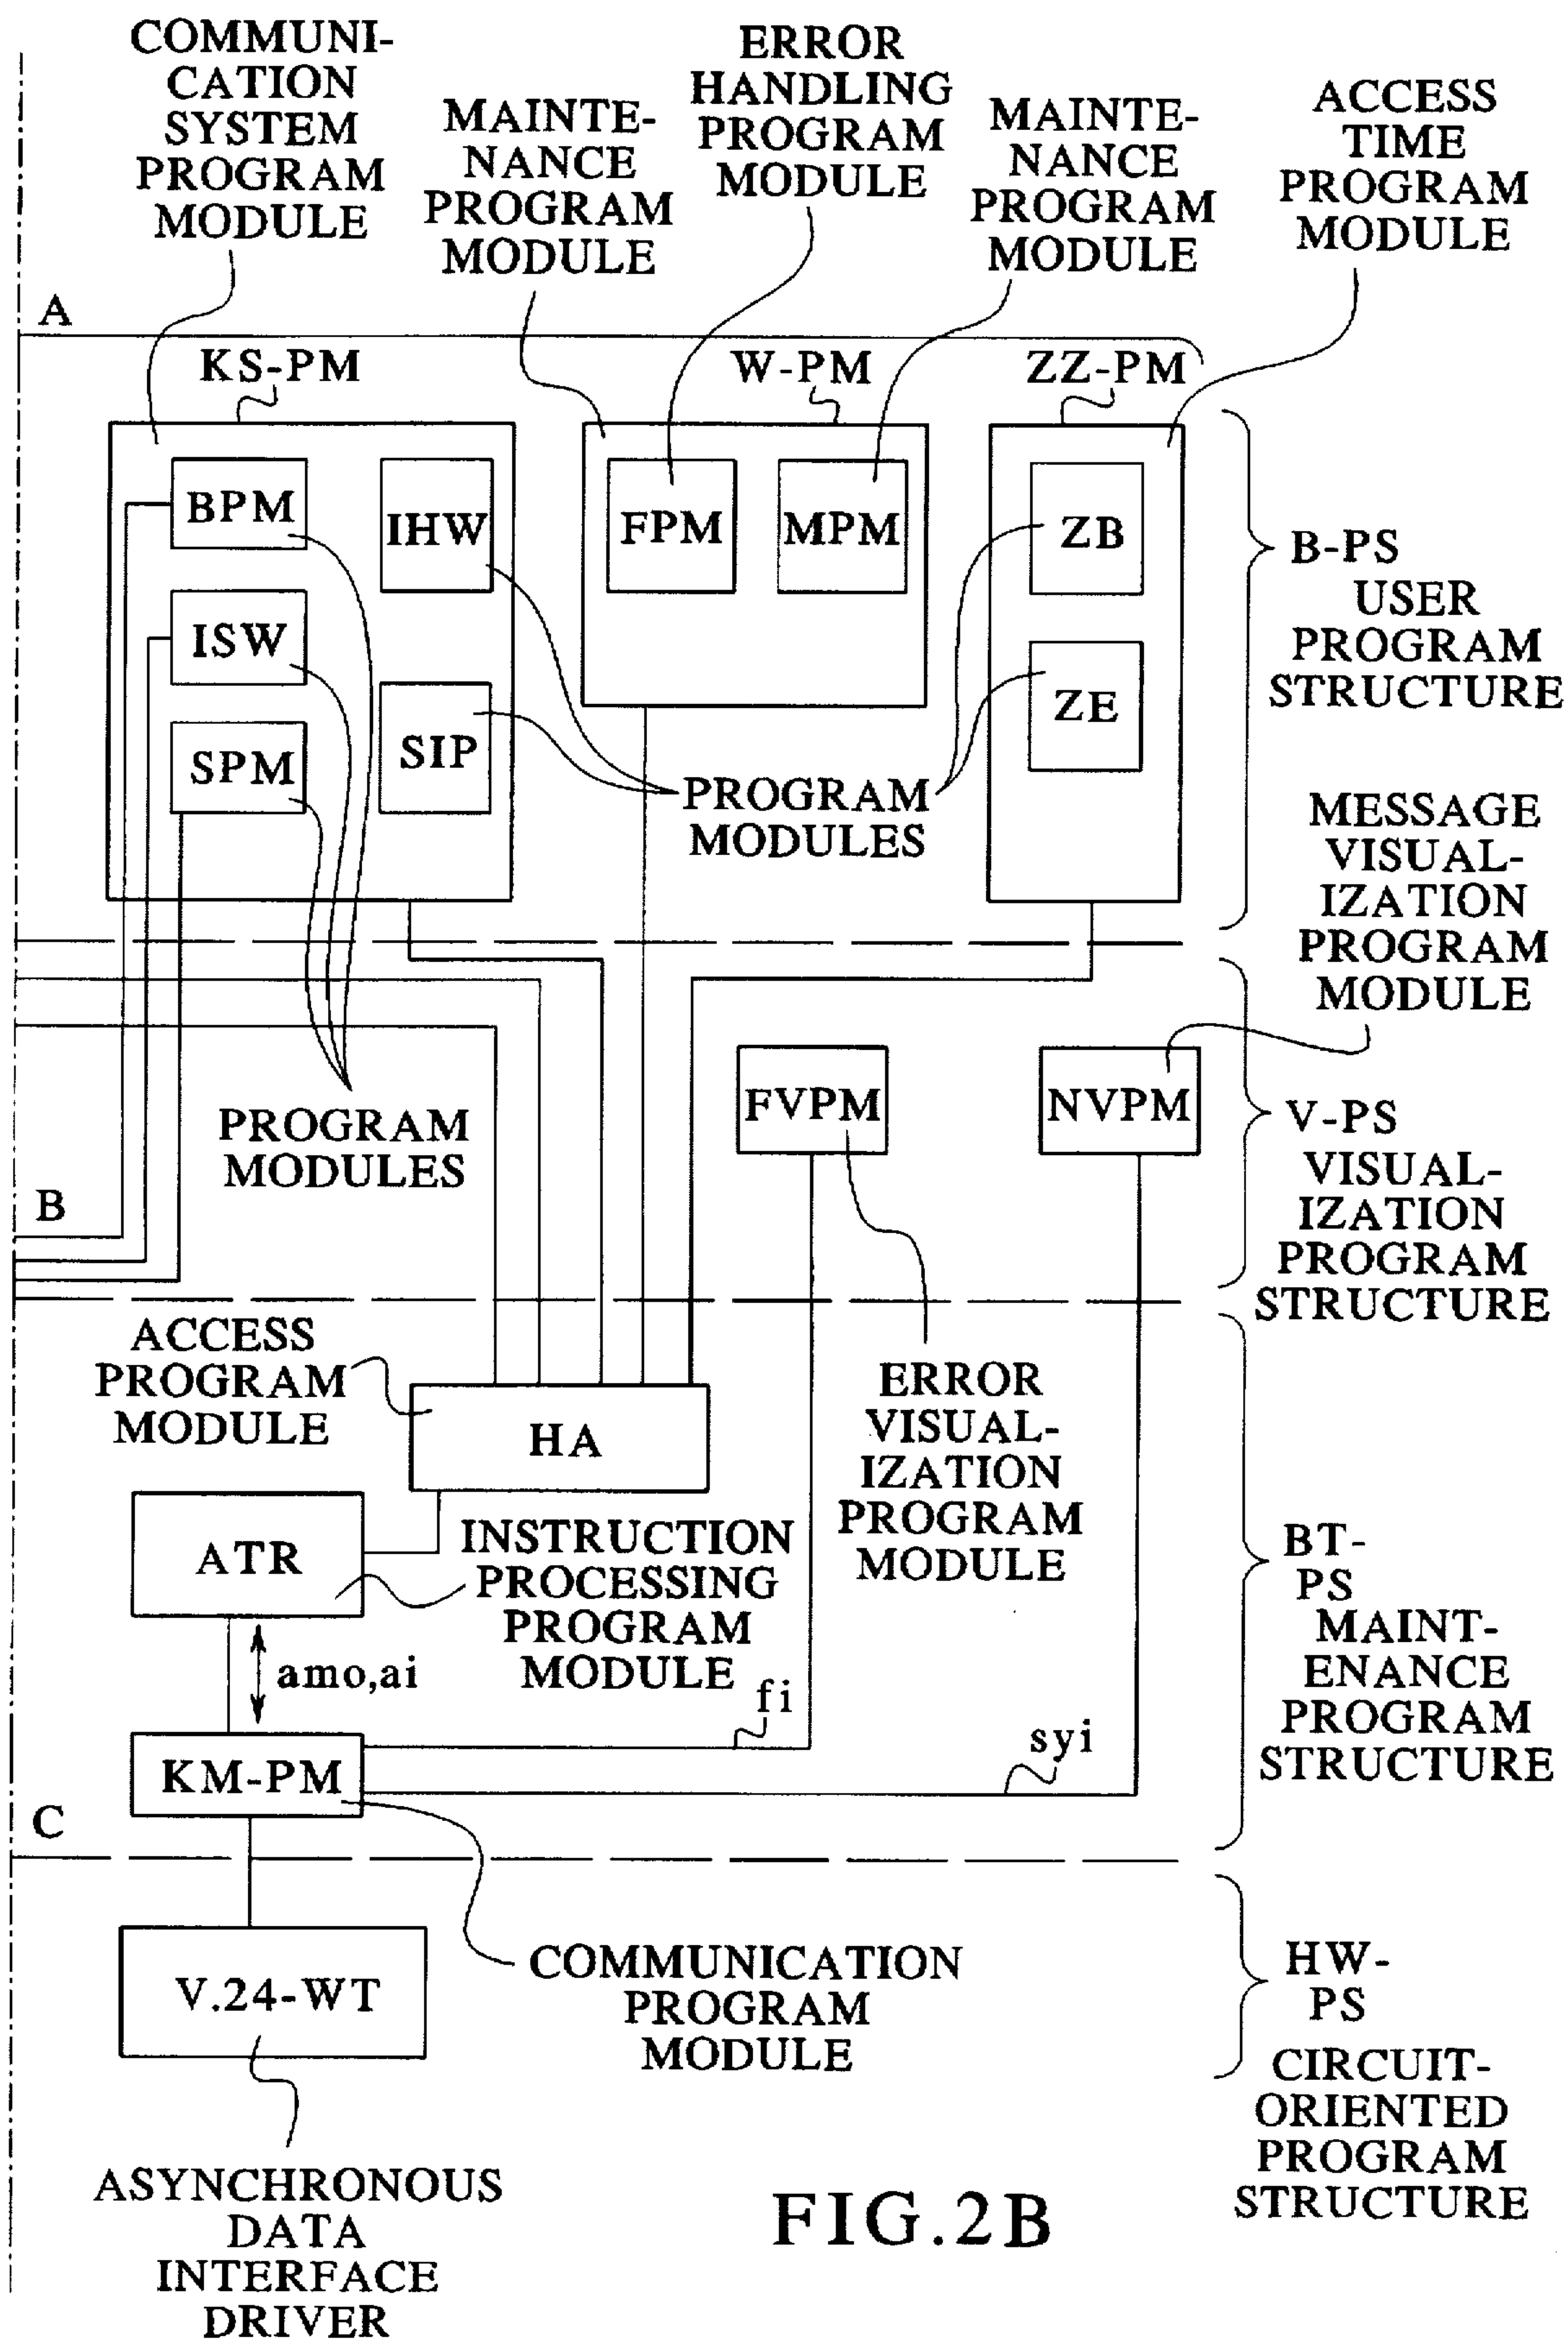 COMMUNI-
CATION
SYSTEM
PROGRAM
MODULE
MAINTE-
NANCE
PROGRAM
MODULE
ERROR
HANDLING
PROGRAM
MODULE
MAINTE-
NANCE
PROGRAM
MODULE
ACCESS
TIME
PROGRAM
MODULE
A
KS-PM
W-PM
ZZ-PM
BPM
IHW
FPM
MPM
ZB
ISW
ZE
SPM
SIP
PROGRAM
MODULES
B-PS
USER
PROGRAM
STRUCTURE
MESSAGE
VISUAL-
IZATION
PROGRAM
MODULE
FVPM
NVPM
PROGRAM
MODULES
V-PS
VISUAL-
IZATION
PROGRAM
STRUCTURE
B
ACCESS
PROGRAM
MODULE
HA
ERROR
VISUAL-
IZATION
PROGRAM
MODULE
ATR
INSTRUCTION
PROCESSING
PROGRAM
MODULE
BT-
PS
MAINT-
ENANCE
PROGRAM
STRUCTURE
amo,ai
fi
syi
KM-PM
C
V.24-WT
COMMUNICATION
PROGRAM
MODULE
HW-
PS
CIRCUIT-
ORIENTED
PROGRAM
STRUCTURE
ASYNCHRONOUS
DATA
INTERFACE
DRIVER
FIG.2B